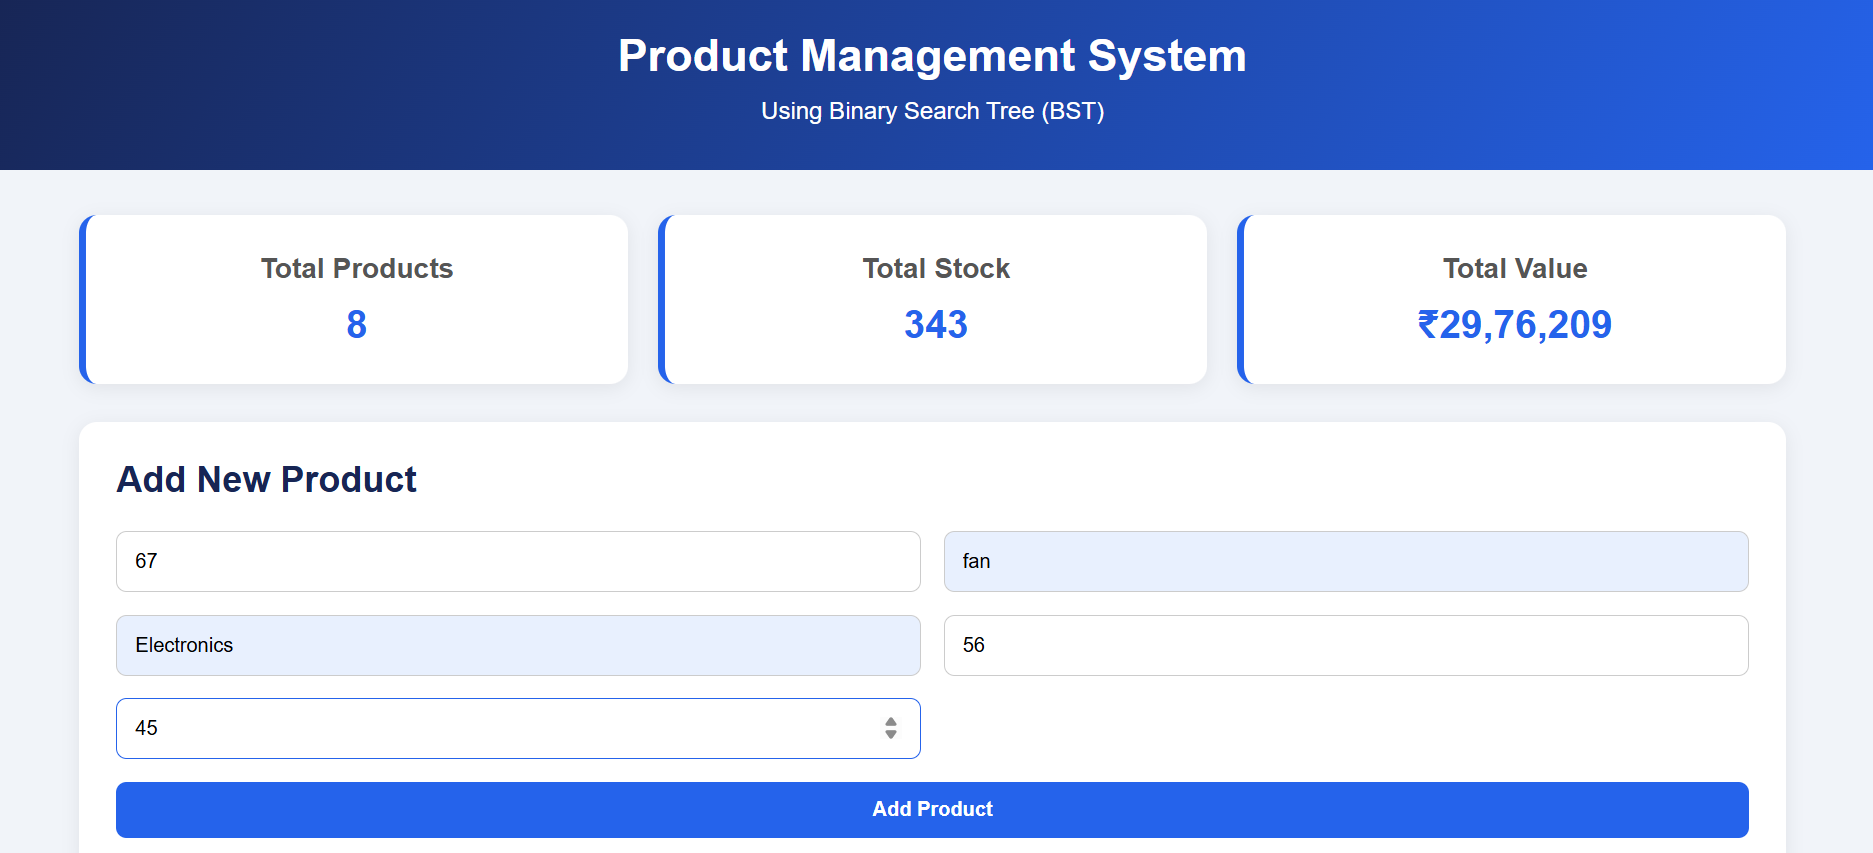 Product Management System
Using Binary Search Tree (BST)
Total Products
8
Total Stock
343
Total Value
₹29,76,209
Add New Product
67
fan
Electronics
56
45
Add Product